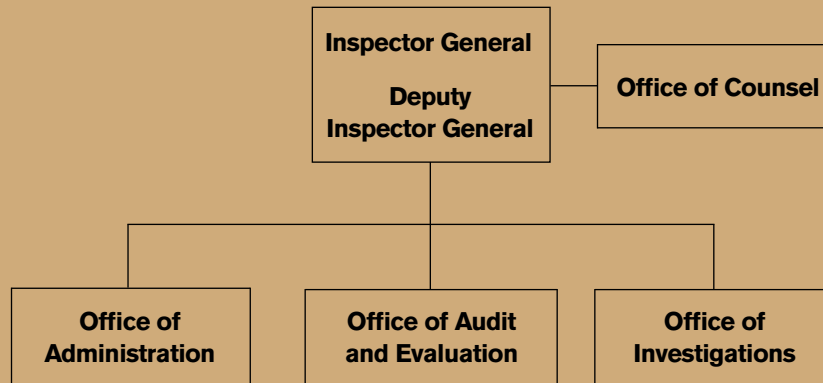 Inspector General
Deputy
Inspector General
Office of Counsel
Office of
Administration
Office of Audit
and Evaluation
Office of
Investigations